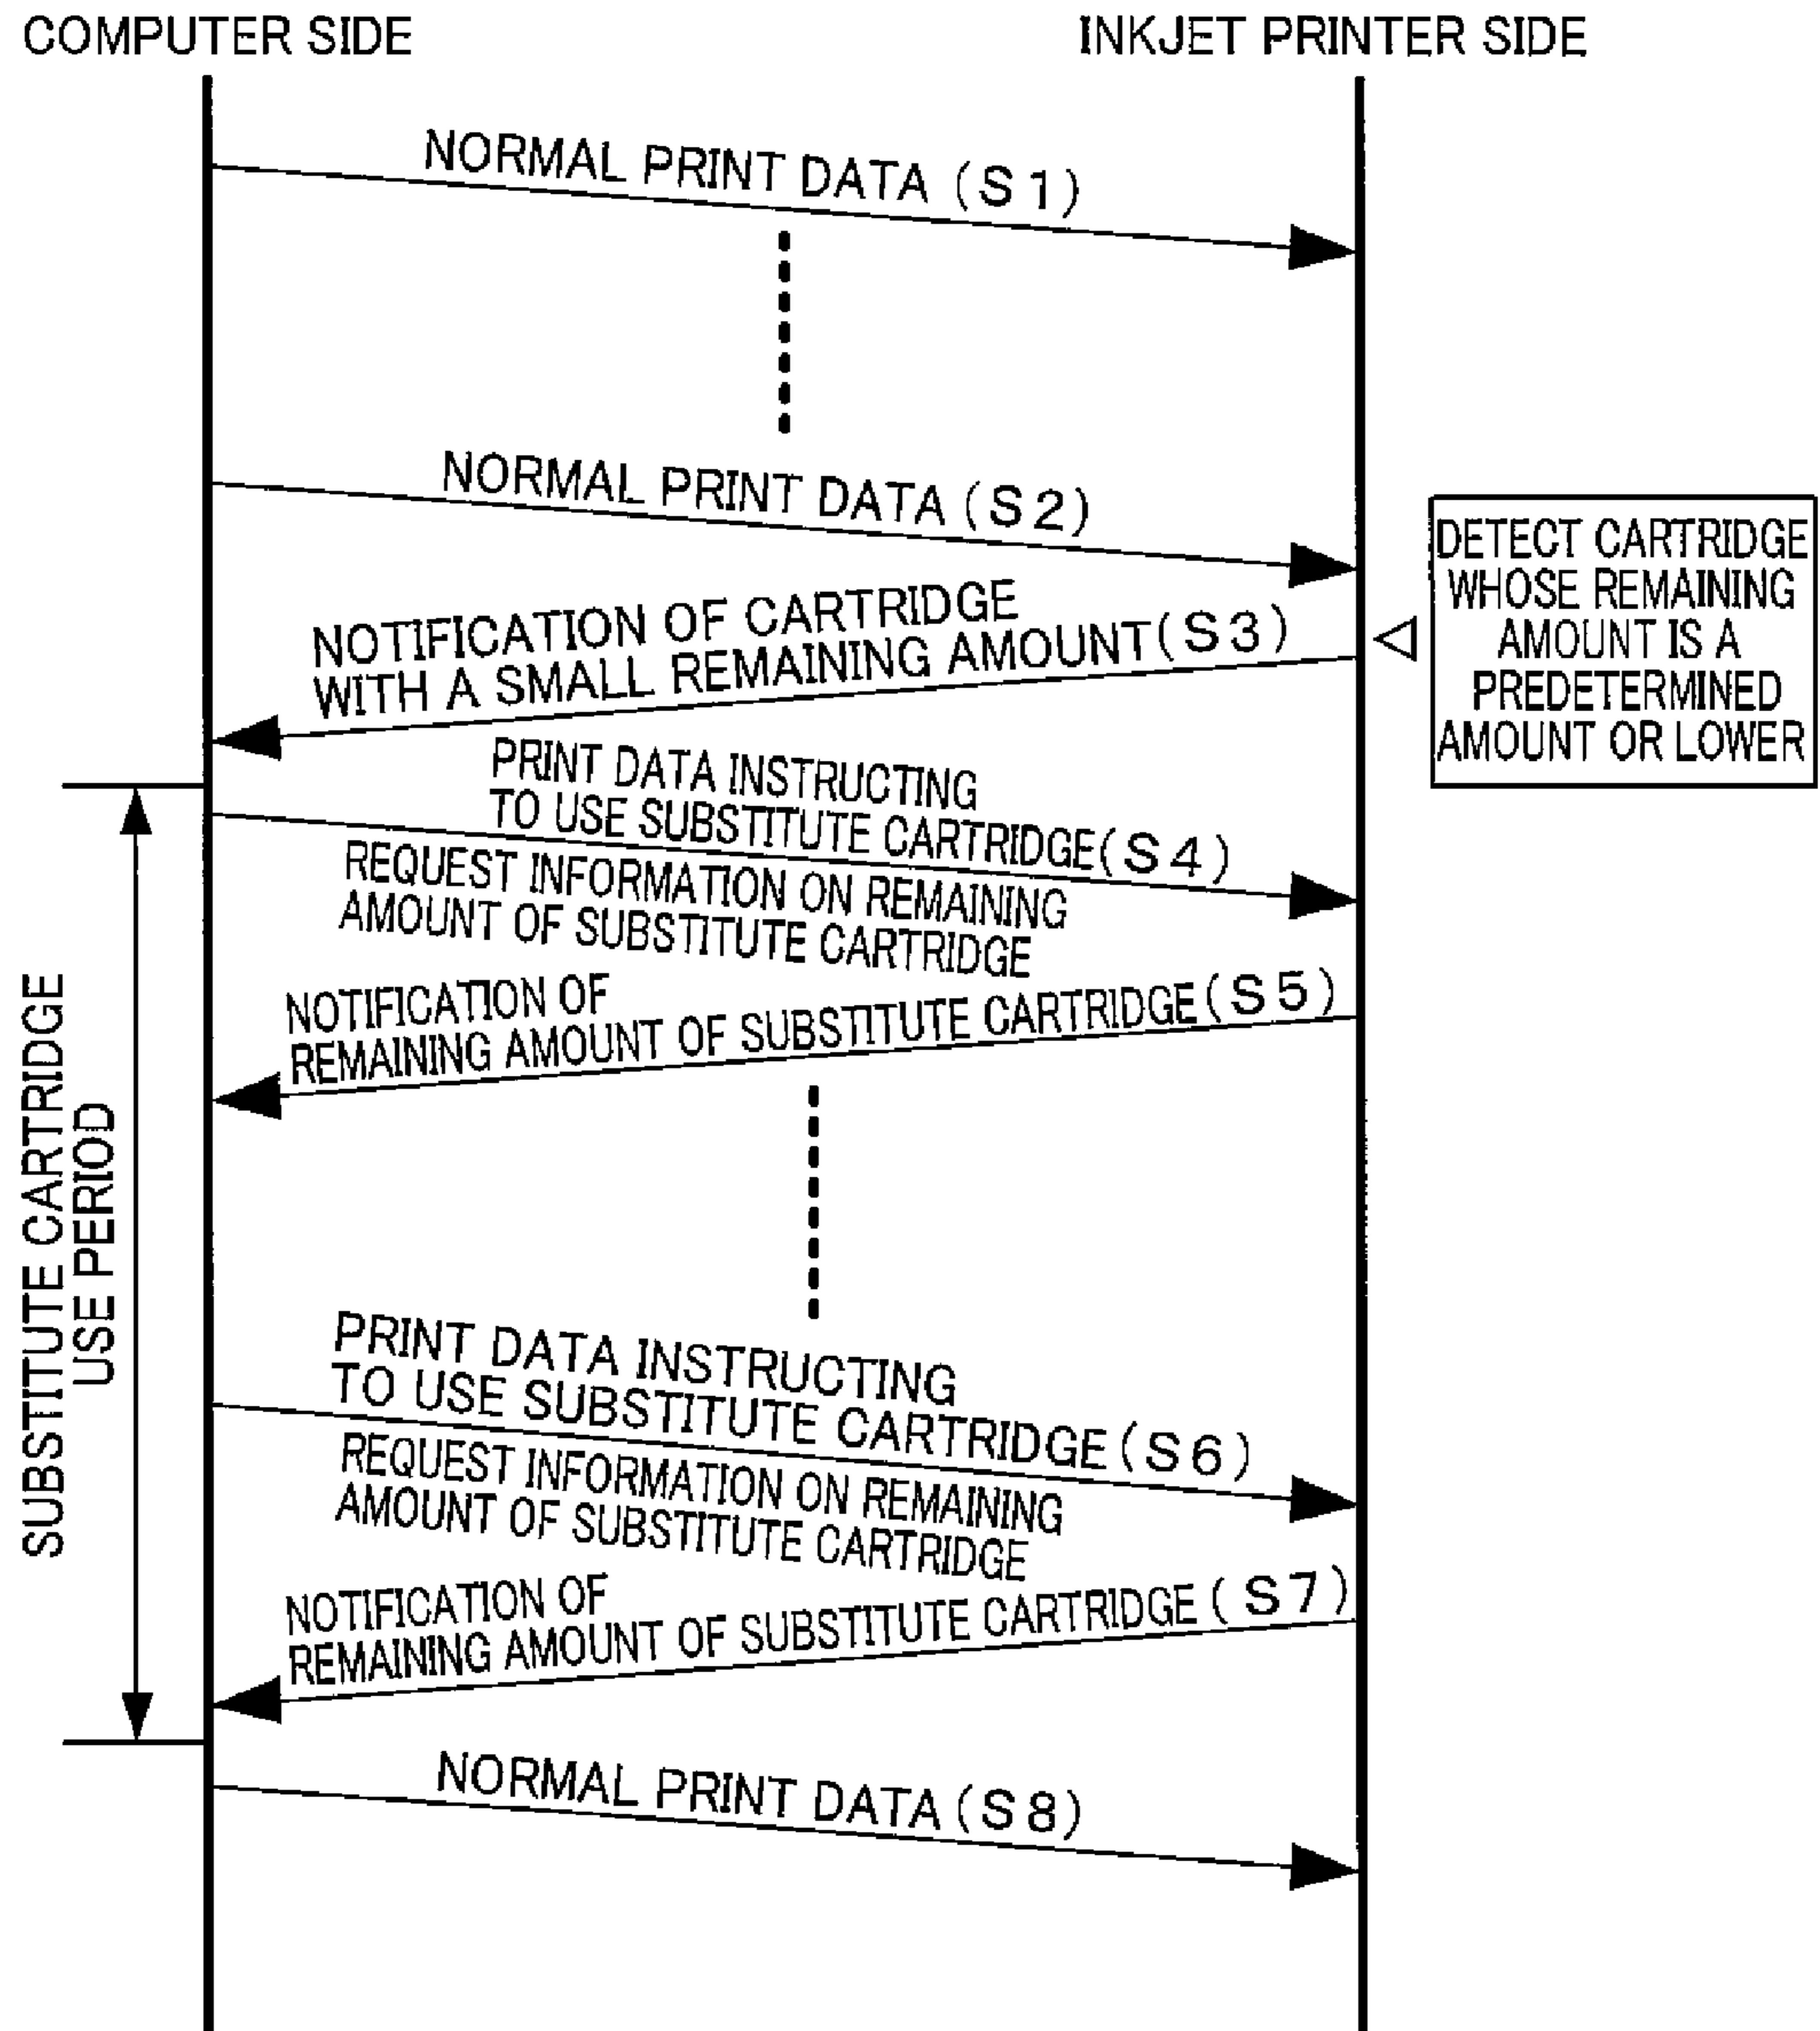 COMPUTER SIDE
INKJET PRINTER SIDE
NORMAL PRINT DATA (S1)
NORMAL PRINT DATA (S2)
DETECT CARTRIDGE
WHOSE REMAINING
AMOUNT IS A
PREDETERMINED
AMOUNT OR LOWER
NOTIFICATION OF CARTRIDGE
WITH A SMALL REMAINING AMOUNT(S3)
PRINT DATA INSTRUCTING
TO USE SUBSTITUTE CARTRIDGE(S4)
REQUEST INFORMATION ON REMAINING
AMOUNT OF SUBSTITUTE CARTRIDGE
NOTIFICATION OF
REMAINING AMOUNT OF SUBSTITUTE CARTRIDGE(S5)
SUBSTITUTE CARTRIDGE
USE PERIOD
PRINT DATA INSTRUCTING
TO USE SUBSTITUTE CARTRIDGE(S6)
REQUEST INFORMATION ON REMAINING
AMOUNT OF SUBSTITUTE CARTRIDGE
NOTIFICATION OF
REMAINING AMOUNT OF SUBSTITUTE CARTRIDGE (S7)
NORMAL PRINT DATA (S8)